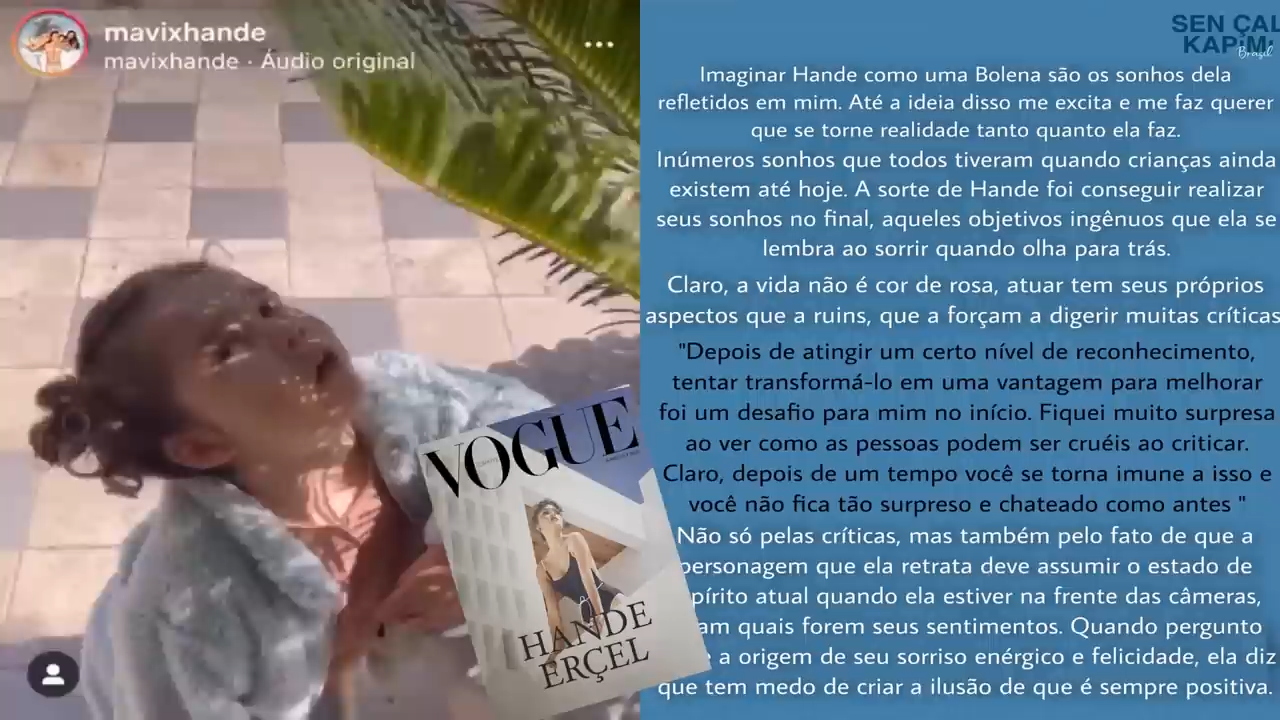 mavixhande
mavixhande · Áudio original
VOGUE
HANDE
ERÇEL
SEN ÇAL
KAPIMI
Brasil
Imaginar Hande como uma Bolena são os sonhos dela
refletidos em mim. Até a ideia disso me excita e me faz querer
que se torne realidade tanto quanto ela faz.
Inúmeros sonhos que todos tiveram quando crianças ainda
existem até hoje. A sorte de Hande foi conseguir realizar
seus sonhos no final, aqueles objetivos ingênuos que ela se
lembra ao sorrir quando olha para trás.
Claro, a vida não é cor de rosa, atuar tem seus próprios
aspectos que a ruins, que a forçam a digerir muitas críticas
"Depois de atingir um certo nível de reconhecimento,
tentar transformá-lo em uma vantagem para melhorar
foi um desafio para mim no início. Fiquei muito surpresa
ao ver como as pessoas podem ser cruéis ao criticar.
Claro, depois de um tempo você se torna imune a isso e
você não fica tão surpreso e chateado como antes "
Não só pelas críticas, mas também pelo fato de que a
personagem que ela retrata deve assumir o estado de
pírito atual quando ela estiver na frente das câmeras,
am quais forem seus sentimentos. Quando pergunto
a origem de seu sorriso enérgico e felicidade, ela diz
que tem medo de criar a ilusão de que é sempre positiva.